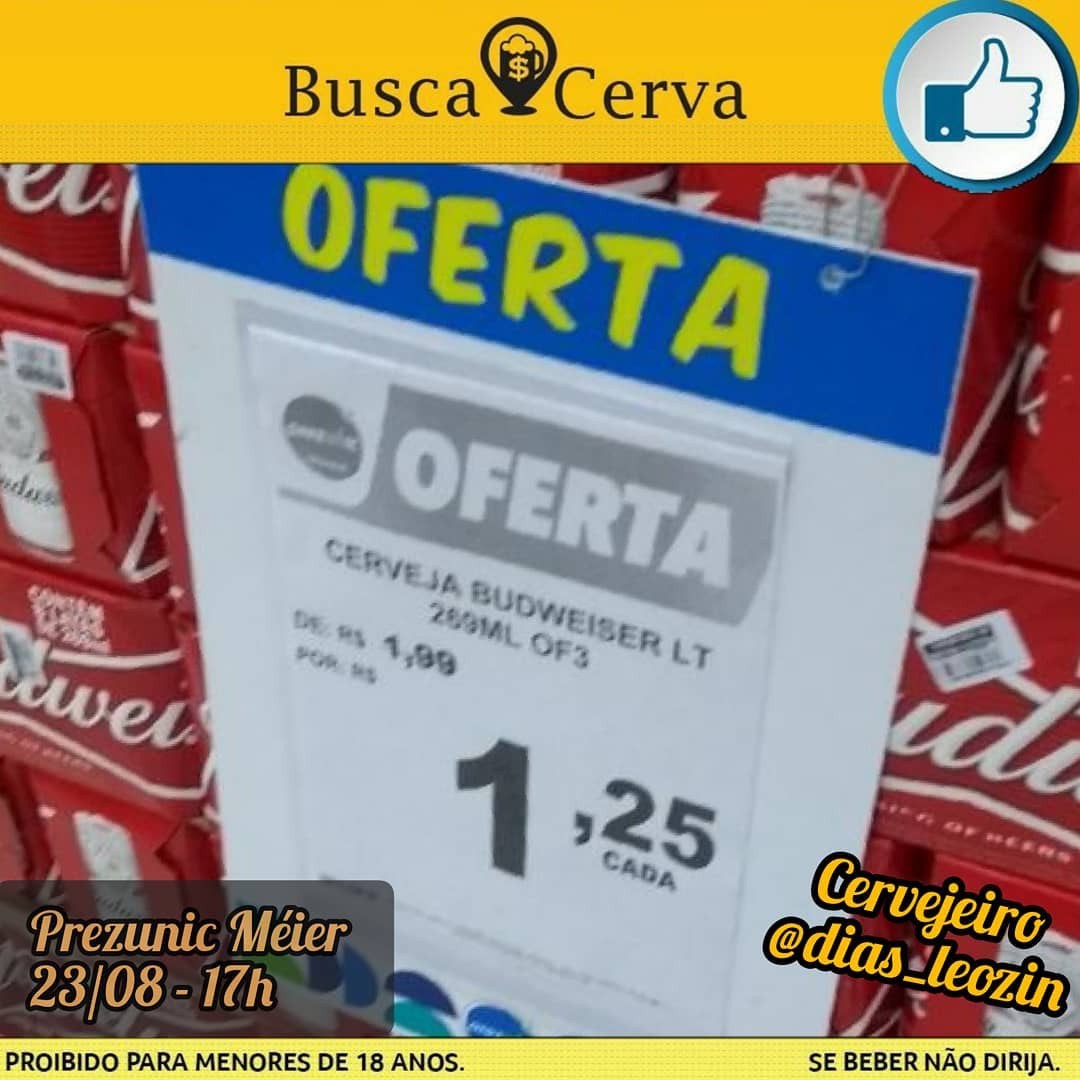 Busca Cerva
OFERTA
OFERTA
CERVEJA BUDWEISER LT
269ML OF3
DE: R$ 1,99
POR: R$
1,25
CADA
Prezunic Méier
23/08 - 17h
Cervejeiro
@dias_leozin
PROIBIDO PARA MENORES DE 18 ANOS.
SE BEBER NÃO DIRIJA.